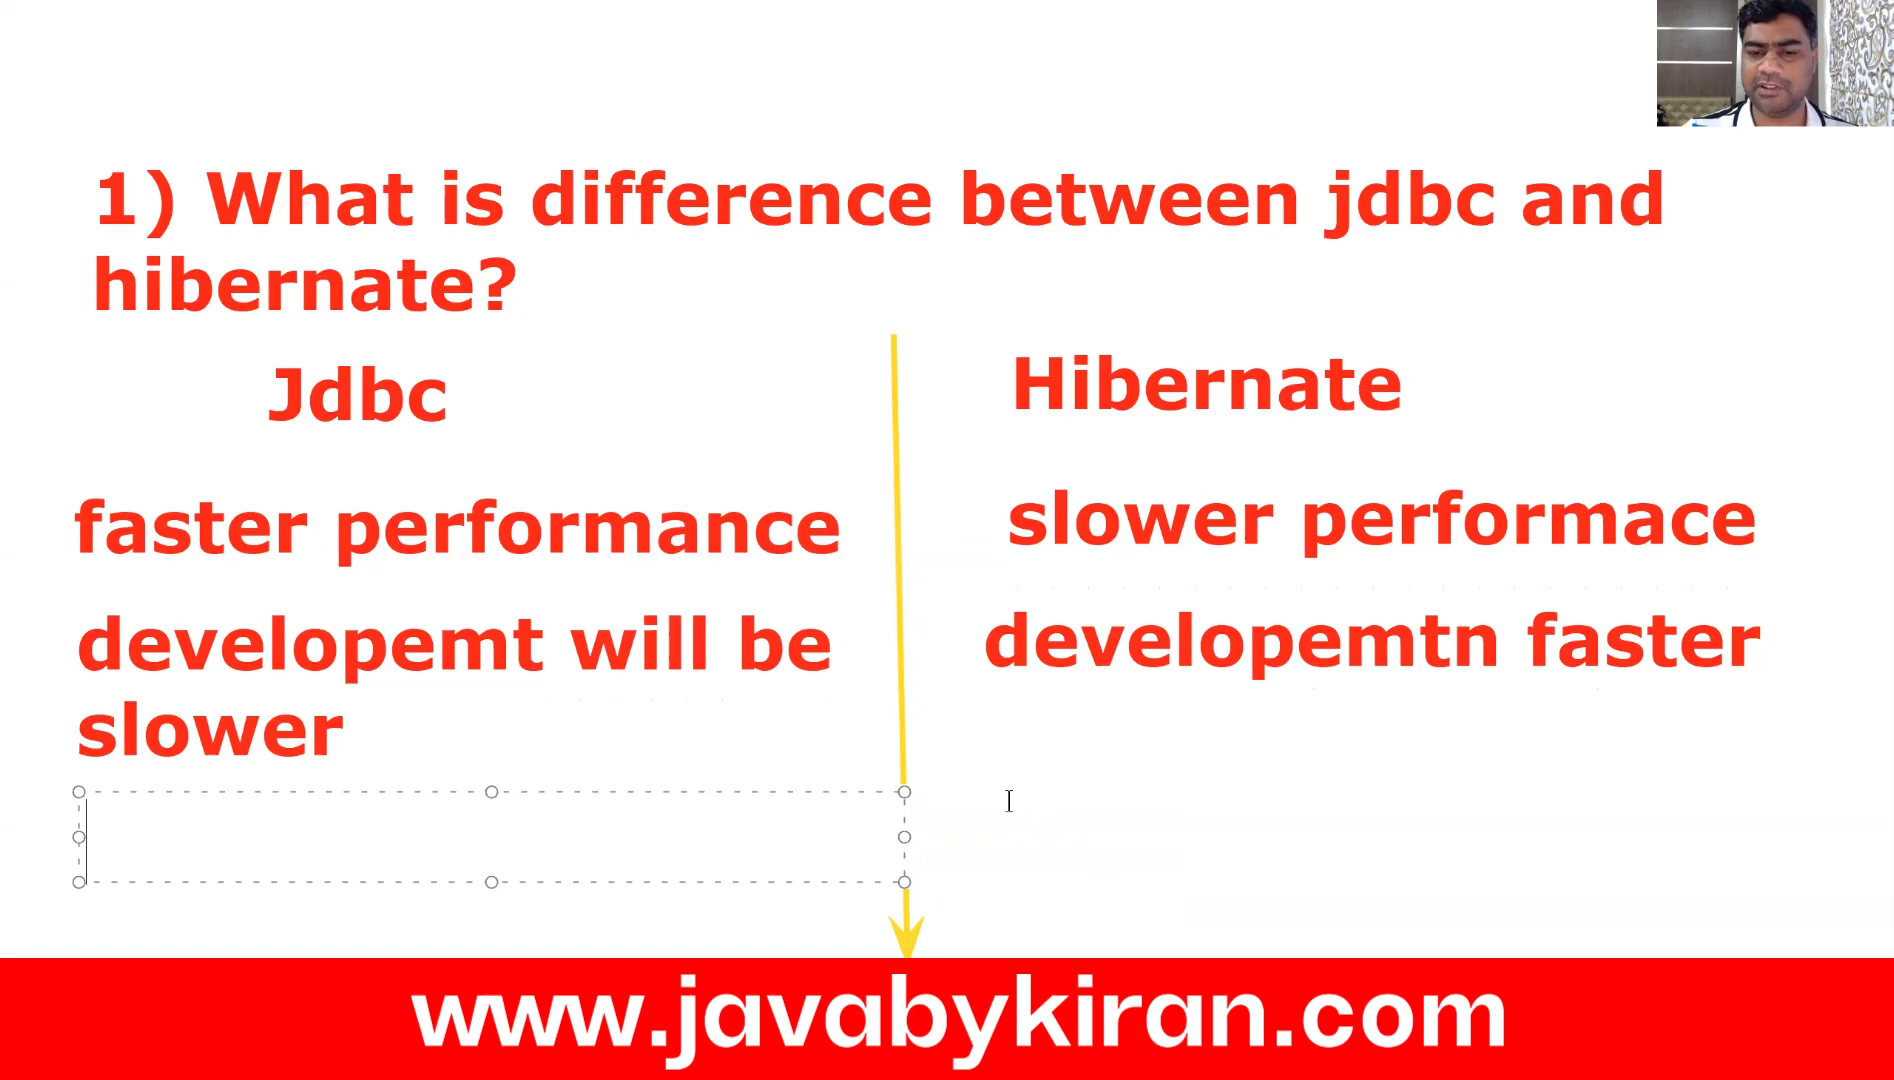 1) What is difference between jdbc and
hibernate?
Jdbc
Hibernate
faster performance
slower performace
developemt will be
slower
developemtn faster
www.javabykiran.com